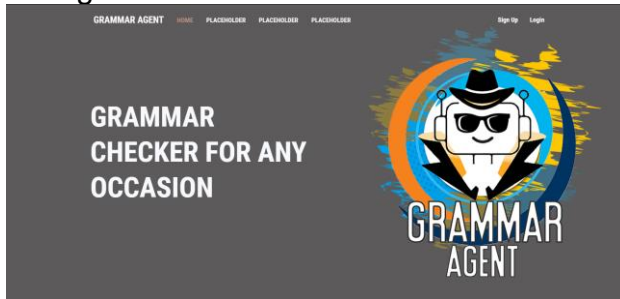 GRAMMAR AGENT HOME PLACEHOLDER PLACEHOLDER PLACEHOLDER Sign Up Login
GRAMMAR
CHECKER FOR ANY
OCCASION
GRAMMAR
AGENT